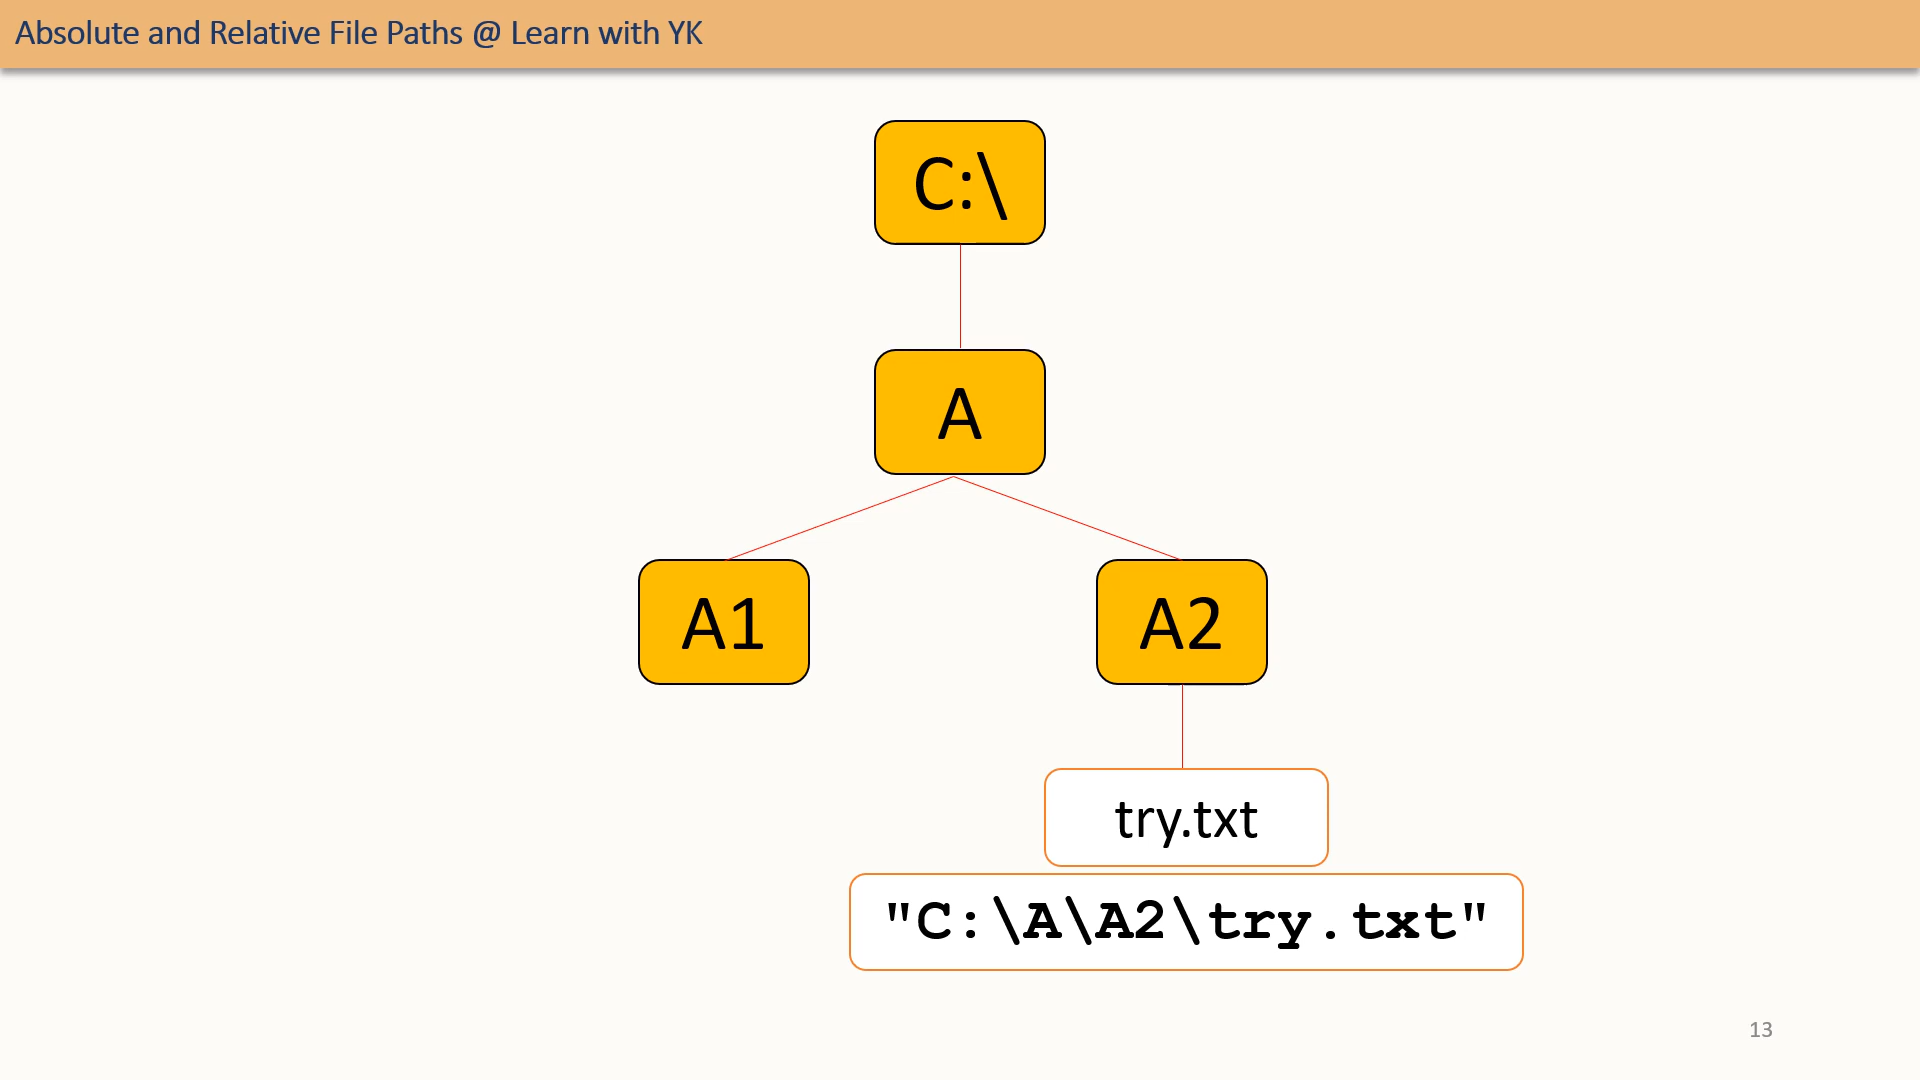 Absolute and Relative File Paths @ Learn with YK
C:\
A
A1
A2
try.txt
"C:\A\A2\try.txt"
13